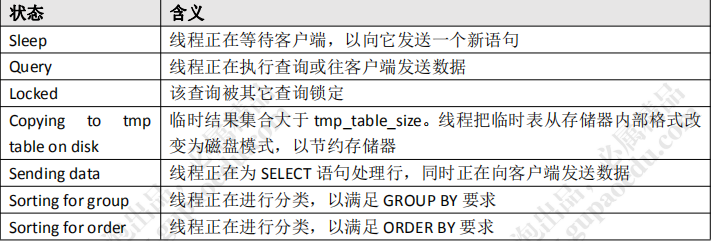 状态 含义
Sleep 线程正在等待客户端，以向它发送一个新语句
Query 线程正在执行查询或往客户端发送数据
Locked 该查询被其它查询锁定
Copying to tmp 临时结果集合大于 tmp_table_size。线程把临时表从存储器内部格式改
table on disk 变为磁盘模式，以节约存储器
Sending data 线程正在为 SELECT 语句处理行，同时正在向客户端发送数据
Sorting for group 线程正在进行分类，以满足 GROUP BY 要求
Sorting for order 线程正在进行分类，以满足 ORDER BY 要求